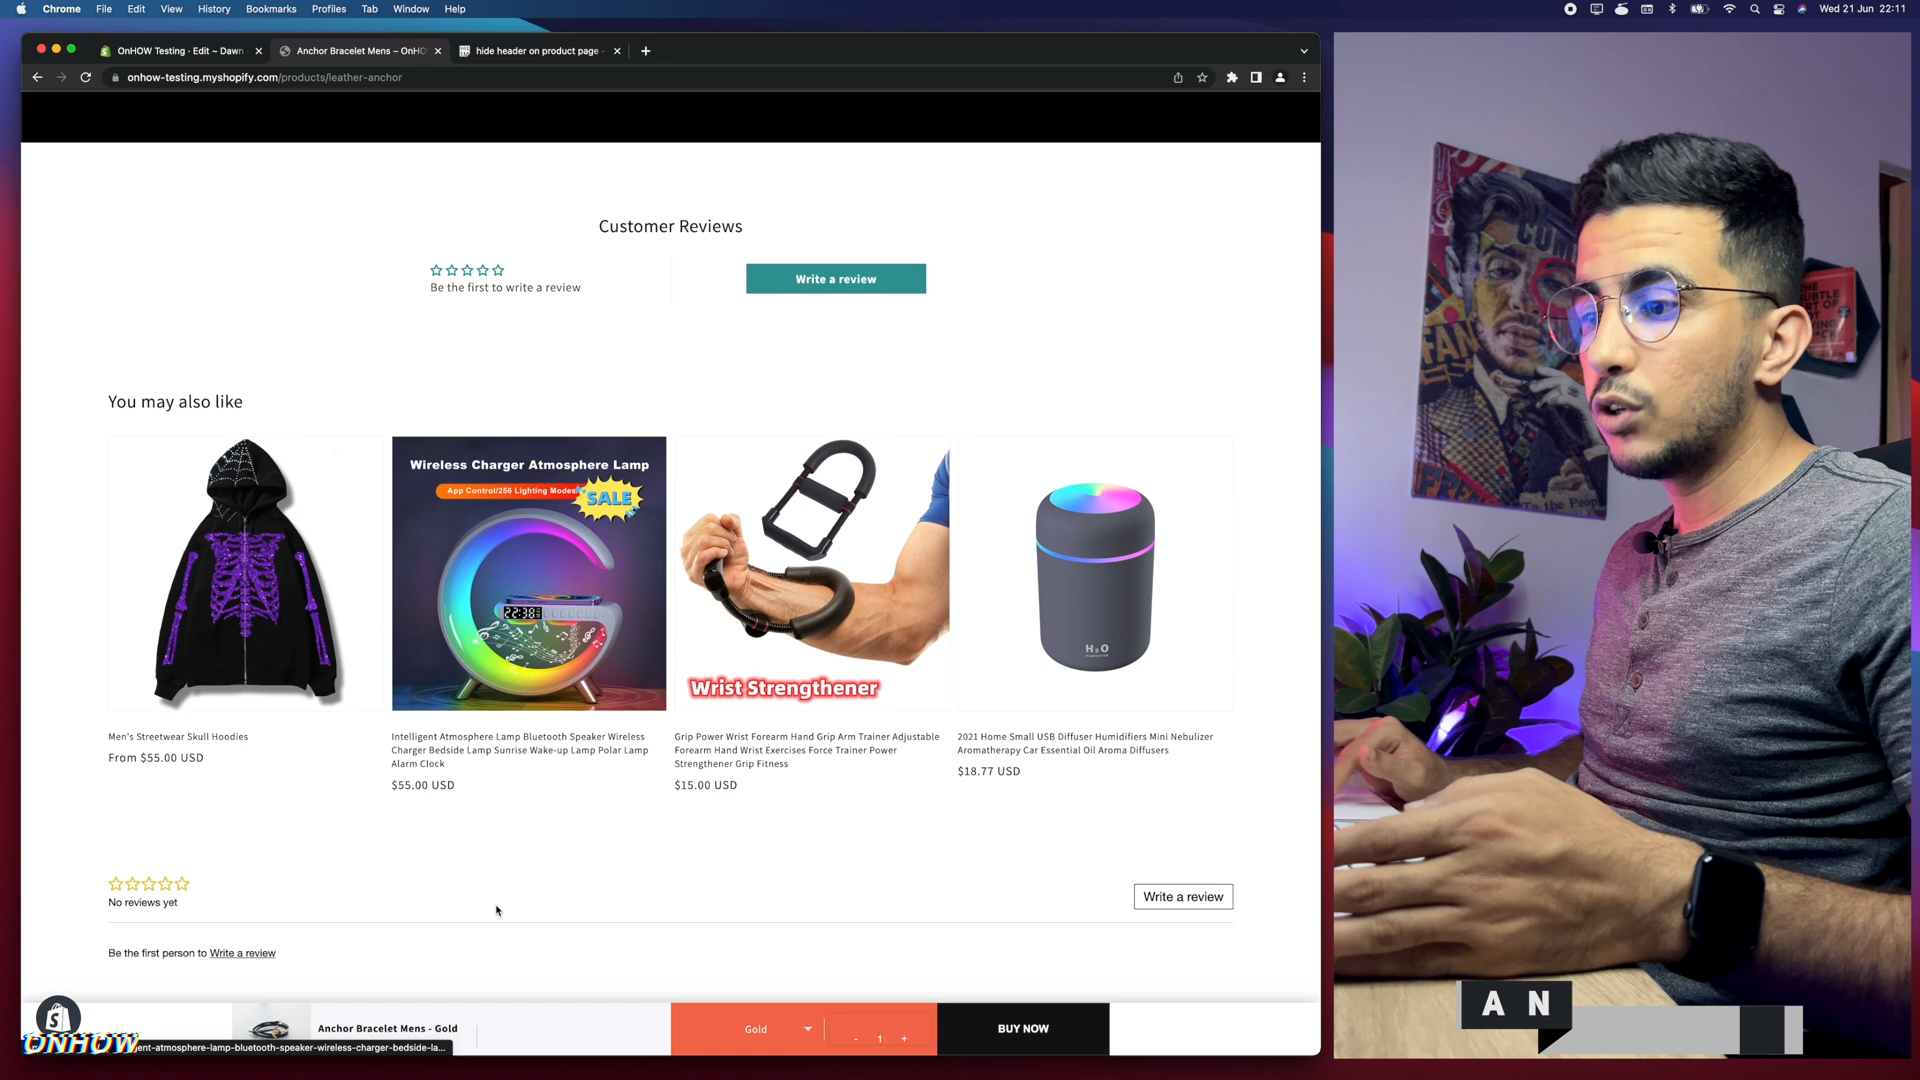 Chrome File Edit View History Bookmarks Profiles Tab Window Help
Wed 21 Jun 22:11
OnHOW Testing · Edit ~ Dawn
Anchor Bracelet Mens – OnHO
hide header on product page -
onhow-testing.myshopify.com/products/leather-anchor
Customer Reviews
Be the first to write a review
Write a review
You may also like
Wireless Charger Atmosphere Lamp
App Control/256 Lighting Modes
SALE
22:38
Wrist Strengthener
H₂O
Men's Streetwear Skull Hoodies
From $55.00 USD
Intelligent Atmosphere Lamp Bluetooth Speaker Wireless
Charger Bedside Lamp Sunrise Wake-up Lamp Polar Lamp
Alarm Clock
$55.00 USD
Grip Power Wrist Forearm Hand Grip Arm Trainer Adjustable
Forearm Hand Wrist Exercises Force Trainer Power
Strengthener Grip Fitness
$15.00 USD
2021 Home Small USB Diffuser Humidifiers Mini Nebulizer
Aromatherapy Car Essential Oil Aroma Diffusers
$18.77 USD
No reviews yet
Write a review
Be the first person to Write a review
Anchor Bracelet Mens - Gold
Gold
- 1 +
BUY NOW
ONHOW
ent-atmosphere-lamp-bluetooth-speaker-wireless-charger-bedside-la...
A N